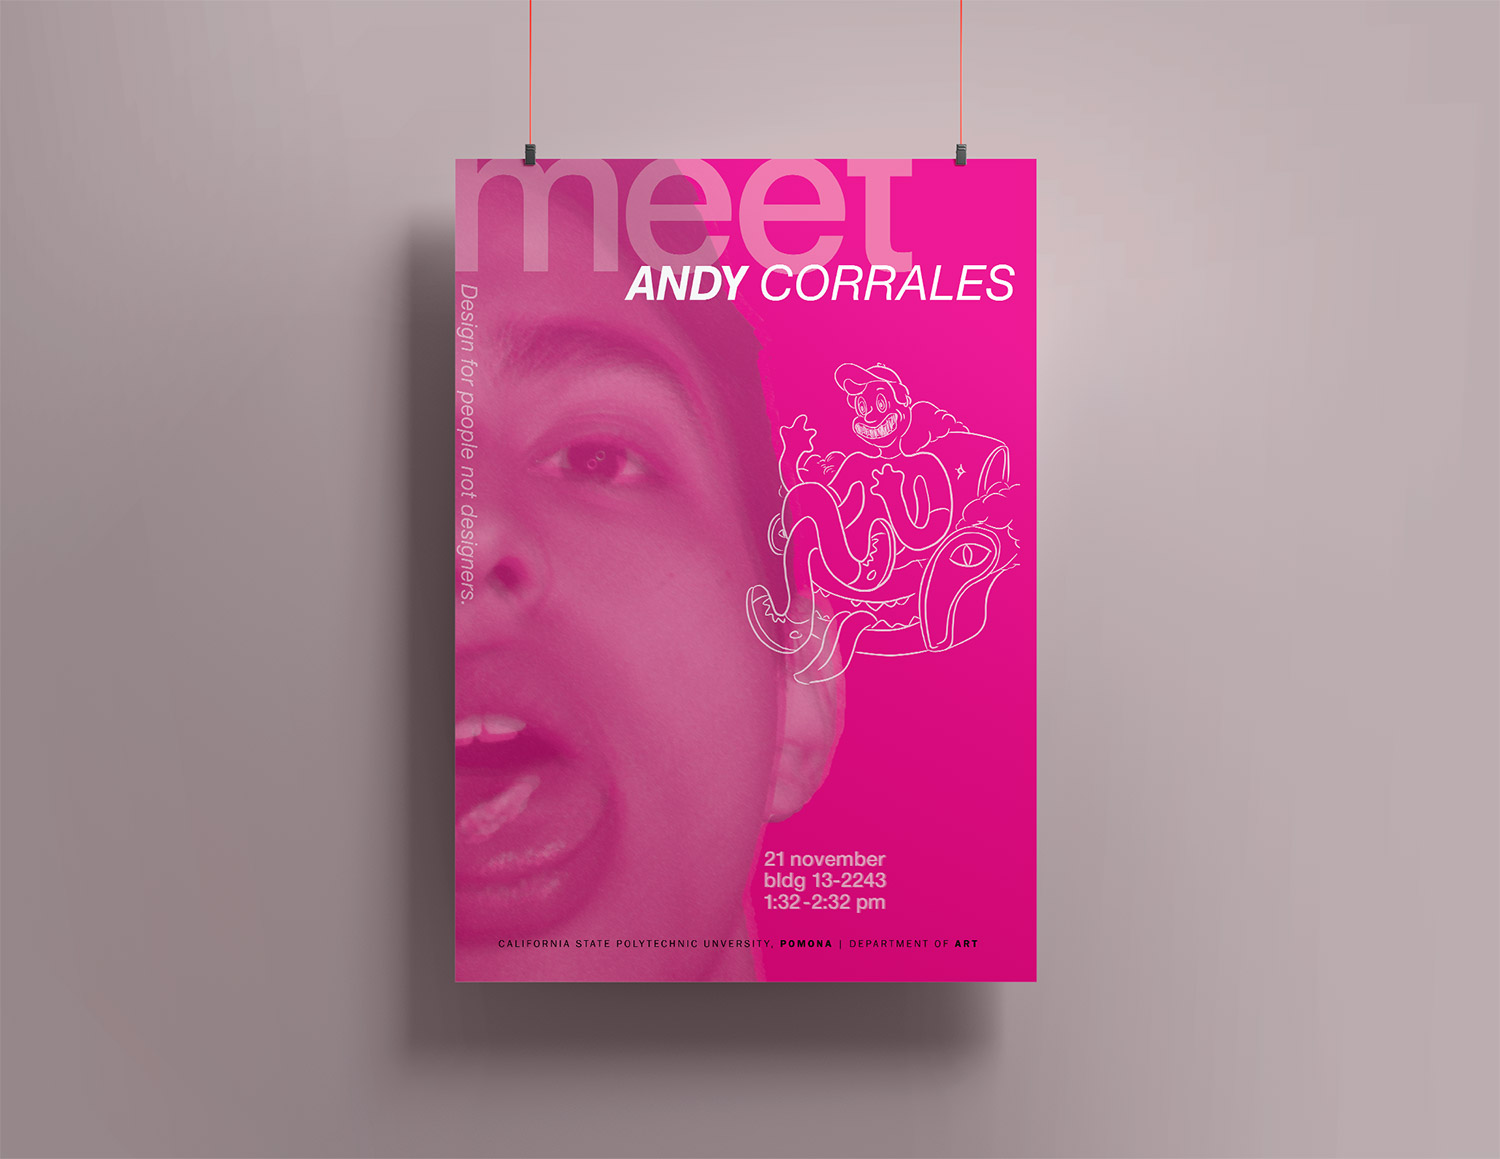 meet
ANDY CORRALES
Design for people not designers.
21 november
bldg 13-2243
1:32-2:32 pm
CALIFORNIA STATE POLYTECHNIC UNVERSITY, POMONA | DEPARTMENT OF ART